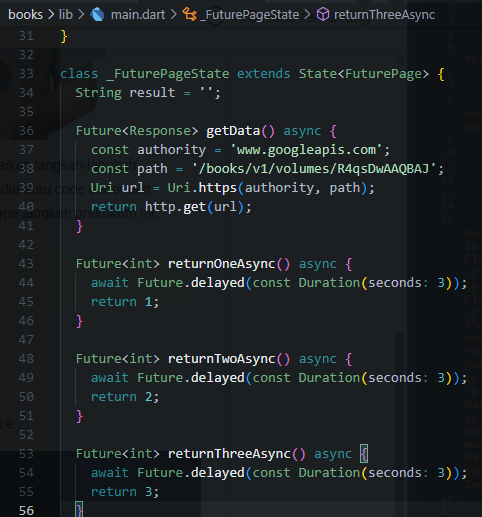 books > lib > main.dart > _FuturePageState > returnThreeAsync
31 }
32
33 class _FuturePageState extends State<FuturePage> {
34 String result = '';
35
36 Future<Response> getData() async {
37 const authority = 'www.googleapis.com';
38 const path = '/books/v1/volumes/R4qsDwAAQBAJ';
39 Uri url = Uri.https(authority, path);
40 return http.get(url);
41 }
42
43 Future<int> returnOneAsync() async {
44 await Future.delayed(const Duration(seconds: 3));
45 return 1;
46 }
47
48 Future<int> returnTwoAsync() async {
49 await Future.delayed(const Duration(seconds: 3));
50 return 2;
51 }
52
53 Future<int> returnThreeAsync() async {
54 await Future.delayed(const Duration(seconds: 3));
55 return 3;
56 }